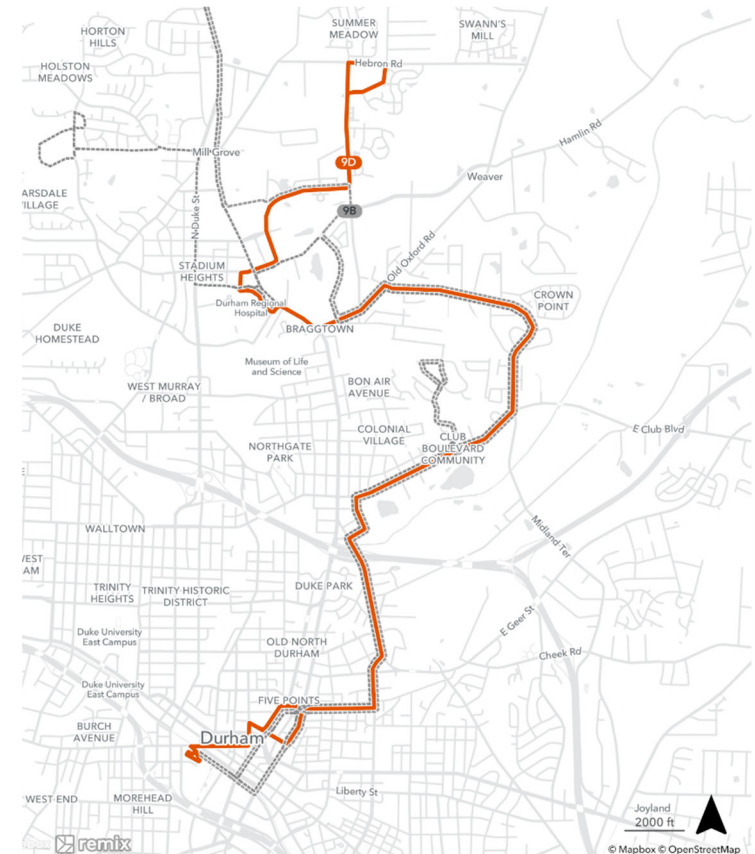 HORTON
HILLS
SUMMER
MEADOW
SWANN'S
MILL
HOLSTON
MEADOWS
Hebron Rd
Hamlin Rd
Mill Grove
9D
Weaver
ARSDALE
VILLAGE
N Duke St
9B
Old Oxford Rd
STADIUM
HEIGHTS
Durham Regional
Hospital
CROWN
POINT
BRAGGTOWN
DUKE
HOMESTEAD
Museum of Life
and Science
WEST MURRAY
/ BROAD
BON AIR
AVENUE
COLONIAL
VILLAGE
CLUB
BOULEVARD
COMMUNITY
E Club Blvd
NORTHGATE
PARK
WALLTOWN
Midland Ter
VEST
AM
TRINITY
HEIGHTS
TRINITY HISTORIC
DISTRICT
DUKE PARK
E Geer St
Duke University
East Campus
OLD NORTH
DURHAM
Cheek Rd
Duke University
East Campus
FIVE POINTS
BURCH
AVENUE
Durham
Liberty St
WEST END
MOREHEAD
HILL
Joyland
2000 ft
remix
© Mapbox © OpenStreetMap